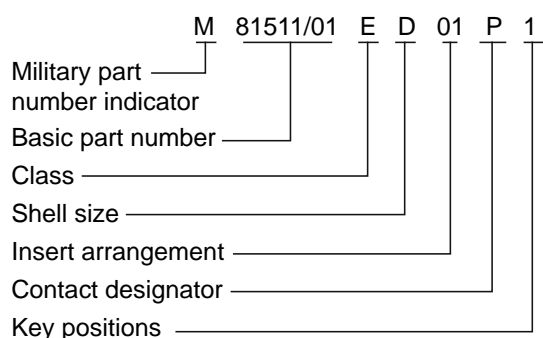 M 81511/01 E D 01 P 1
Military part
number indicator
Basic part number
Class
Shell size
Insert arrangement
Contact designator
Key positions